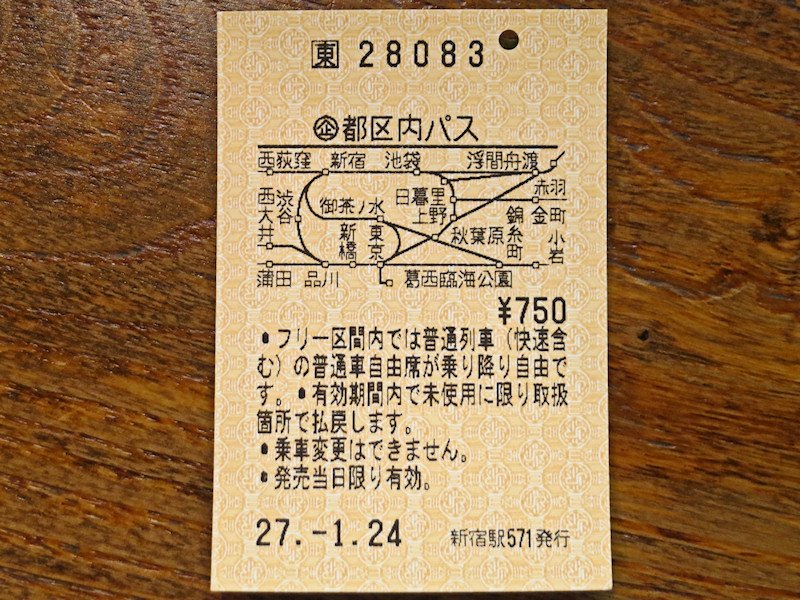 東 28083
企 都区内パス
西荻窪 新宿 池袋 浮間舟渡
赤羽
日暮里
上野
西大井
渋谷
御茶ノ水
新橋
東京
秋葉原
錦糸町
金町
小岩
蒲田 品川 葛西臨海公園
¥750
•フリー区間内では普通列車（快速含
む）の普通車自由席が乗り降り自由で
す。•有効期間内で未使用に限り取扱
箇所で払戻します。
•乗車変更はできません。
•発売当日限り有効。
27.-1.24 新宿駅571発行